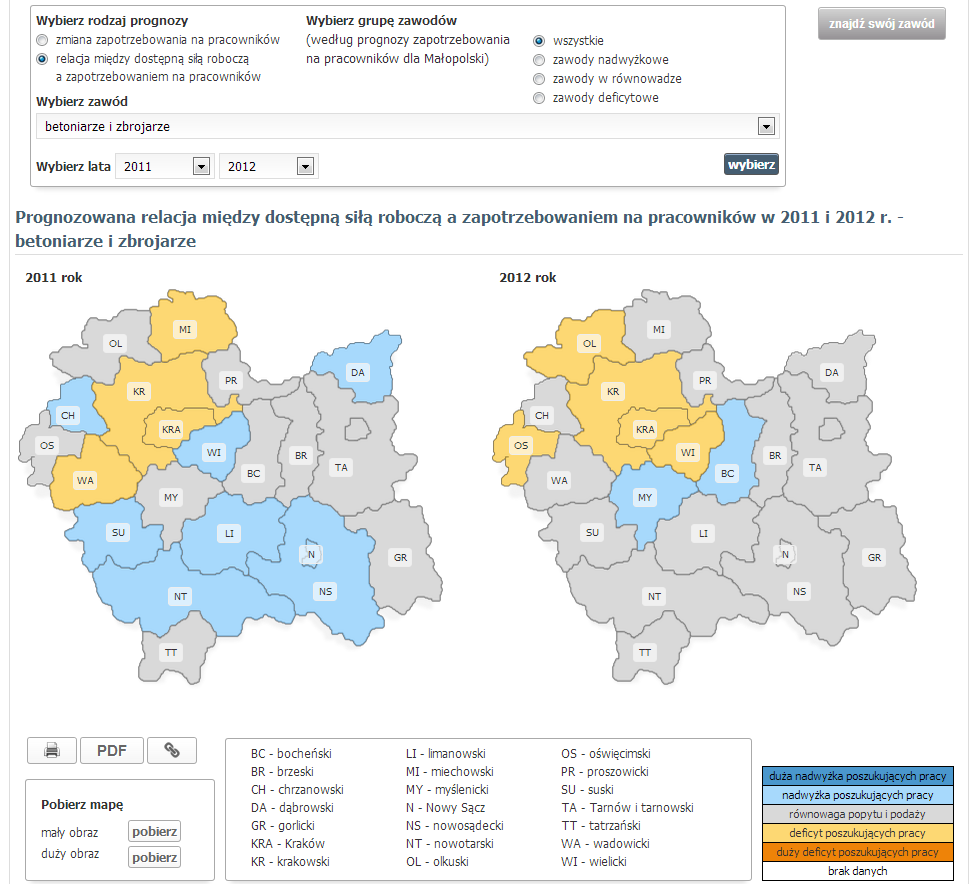 Wybierz rodzaj prognozy
zmiana zapotrzebowania na pracowników
relacja między dostępną siłą roboczą
a zapotrzebowaniem na pracowników
Wybierz grupę zawodów
(według prognozy zapotrzebowania
na pracowników dla Małopolski)
wszystkie
zawody nadwyżkowe
zawody w równowadze
zawody deficytowe
znajdź swój zawód
Wybierz zawód
betoniarze i zbrojarze
Wybierz lata 2011 2012 wybierz
Prognozowana relacja między dostępną siłą roboczą a zapotrzebowaniem na pracowników w 2011 i 2012 r. -
betoniarze i zbrojarze
2011 rok
MI
OL
DA
PR
KR
CH
KRA
OS
WI
BR
TA
BC
WA
MY
SU
LI
N
GR
NS
NT
TT
2012 rok
MI
OL
DA
PR
KR
CH
KRA
OS
WI
BR
TA
BC
WA
MY
SU
LI
N
GR
NS
NT
TT
PDF
Pobierz mapę
mały obraz pobierz
duży obraz pobierz
BC - bocheński
BR - brzeski
CH - chrzanowski
DA - dąbrowski
GR - gorlicki
KRA - Kraków
KR - krakowski
LI - limanowski
MI - miechowski
MY - myślenicki
N - Nowy Sącz
NS - nowosądecki
NT - nowotarski
OL - olkuski
OS - oświęcimski
PR - proszowicki
SU - suski
TA - Tarnów i tarnowski
TT - tatrzański
WA - wadowicki
WI - wielicki
duża nadwyżka poszukujących pracy
nadwyżka poszukujących pracy
równowaga popytu i podaży
deficyt poszukujących pracy
duży deficyt poszukujących pracy
brak danych